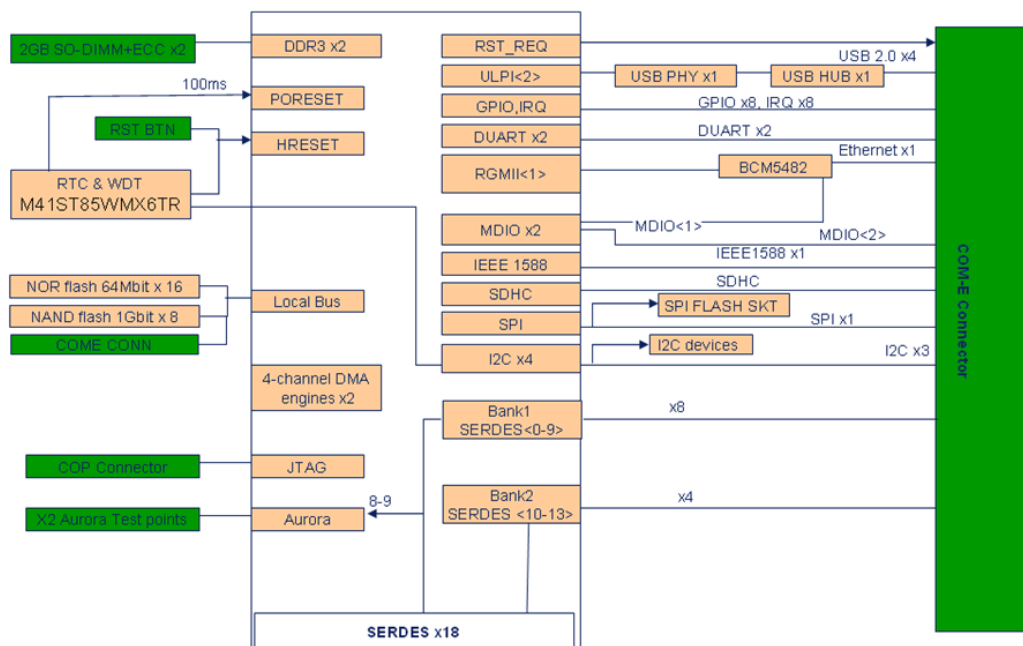 2GB SO-DIMM+ECC x2
DDR3 x2
RST_REQ
USB 2.0 x4
ULPI<2>
USB PHY x1
USB HUB x1
100ms
PORESET
GPIO,IRQ
GPIO x8, IRQ x8
RST BTN
HRESET
DUART x2
DUART x2
Ethernet x1
RTC & WDT
M41ST85WMX6TR
RGMII<1>
BCM5482
MDIO x2
MDIO<1>
MDIO<2>
IEEE 1588
IEEE1588 x1
NOR flash 64Mbit x 16
NAND flash 1Gbit x 8
COME CONN
Local Bus
SDHC
SDHC
SPI FLASH SKT
SPI
SPI x1
I2C x4
I2C devices
I2C x3
COM-E Connector
4-channel DMA
engines x2
Bank1
SERDES<0-9>
x8
COP Connector
JTAG
8-9
Bank2
SERDES <10-13>
x4
X2 Aurora Test points
Aurora
SERDES x18